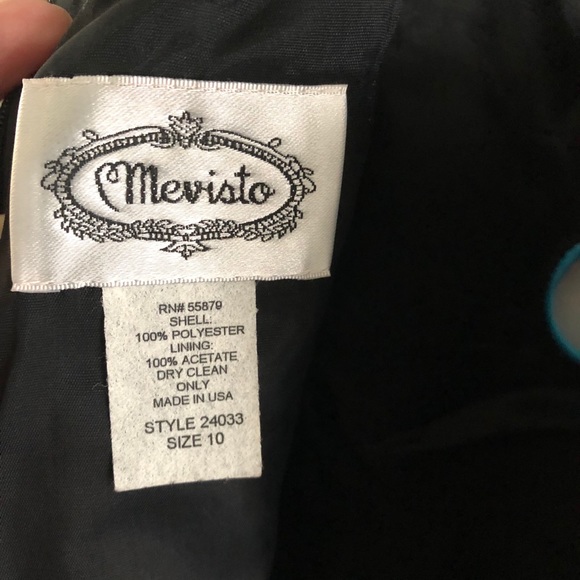 Mevisto
RN# 55879
SHELL:
100% POLYESTER
LINING:
100% ACETATE
DRY CLEAN
ONLY
MADE IN USA
STYLE 24033
SIZE 10